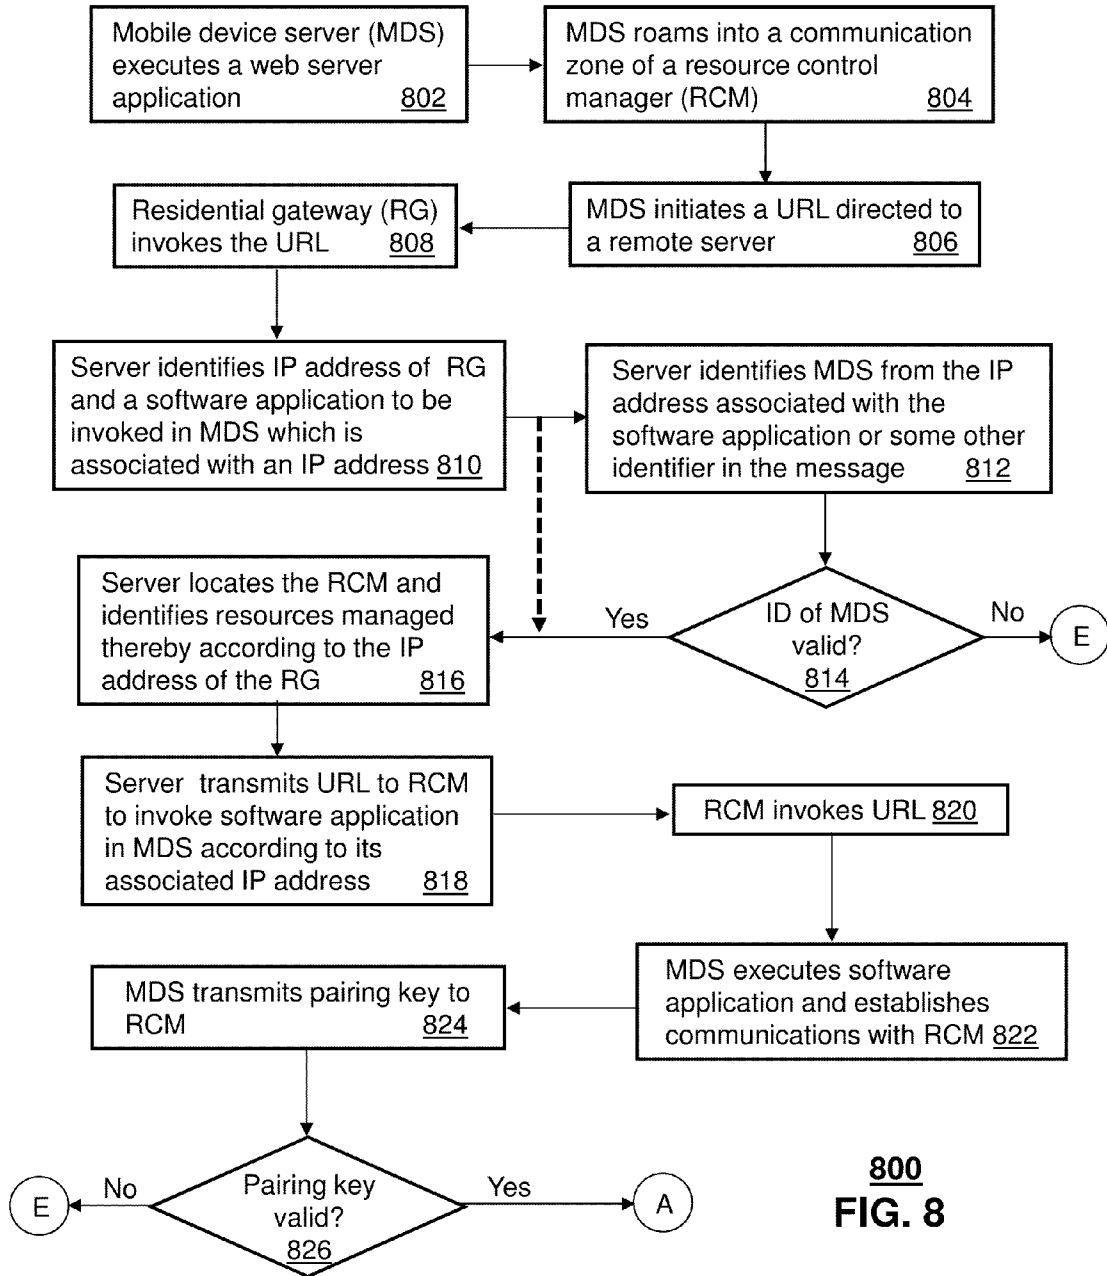 Mobile device server (MDS)
executes a web server
application 802
MDS roams into a communication
zone of a resource control
manager (RCM) 804
MDS initiates a URL directed to
a remote server 806
Residential gateway (RG)
invokes the URL 808
Server identifies IP address of RG
and a software application to be
invoked in MDS which is
associated with an IP address 810
Server identifies MDS from the IP
address associated with the
software application or some other
identifier in the message 812
ID of MDS
valid?
814
No
E
Yes
Server locates the RCM and
identifies resources managed
thereby according to the IP
address of the RG 816
Server transmits URL to RCM
to invoke software application
in MDS according to its
associated IP address 818
RCM invokes URL 820
MDS executes software
application and establishes
communications with RCM 822
MDS transmits pairing key to
RCM 824
Pairing key
valid?
826
No
E
Yes
A
800
FIG. 8